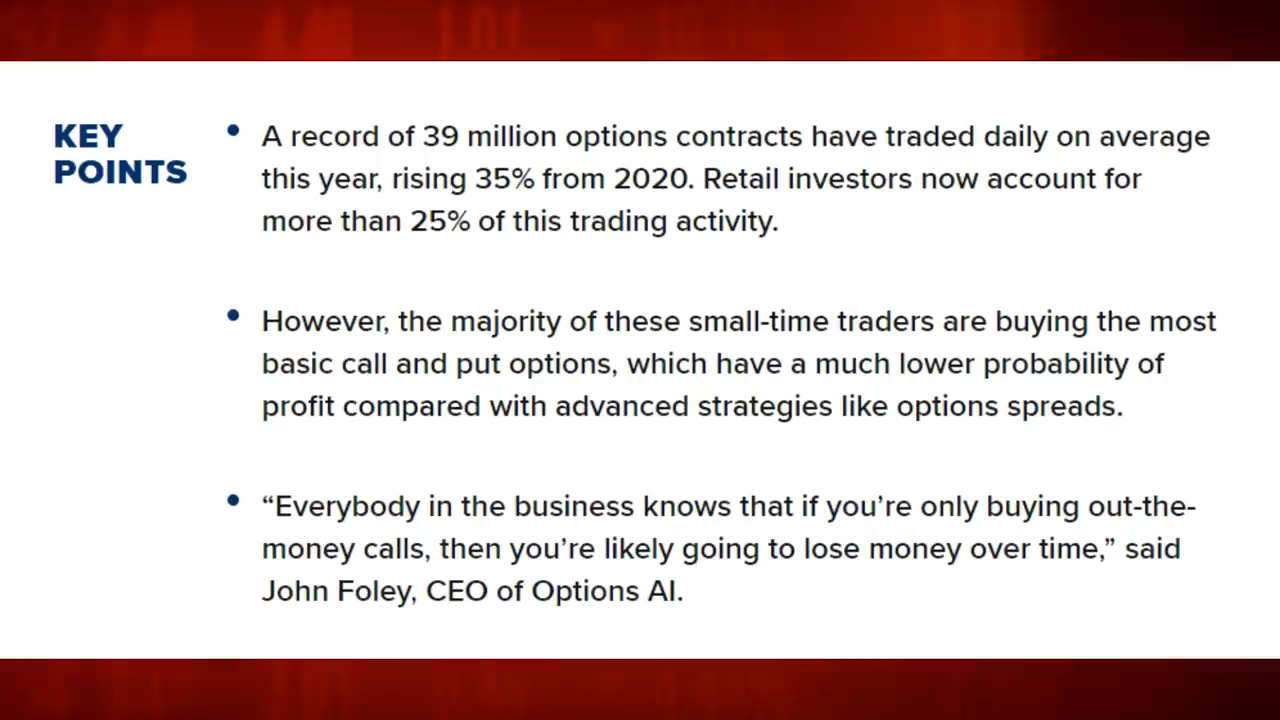 KEY
POINTS
• A record of 39 million options contracts have traded daily on average
this year, rising 35% from 2020. Retail investors now account for
more than 25% of this trading activity.
• However, the majority of these small-time traders are buying the most
basic call and put options, which have a much lower probability of
profit compared with advanced strategies like options spreads.
• “Everybody in the business knows that if you’re only buying out-the-
money calls, then you’re likely going to lose money over time,” said
John Foley, CEO of Options AI.